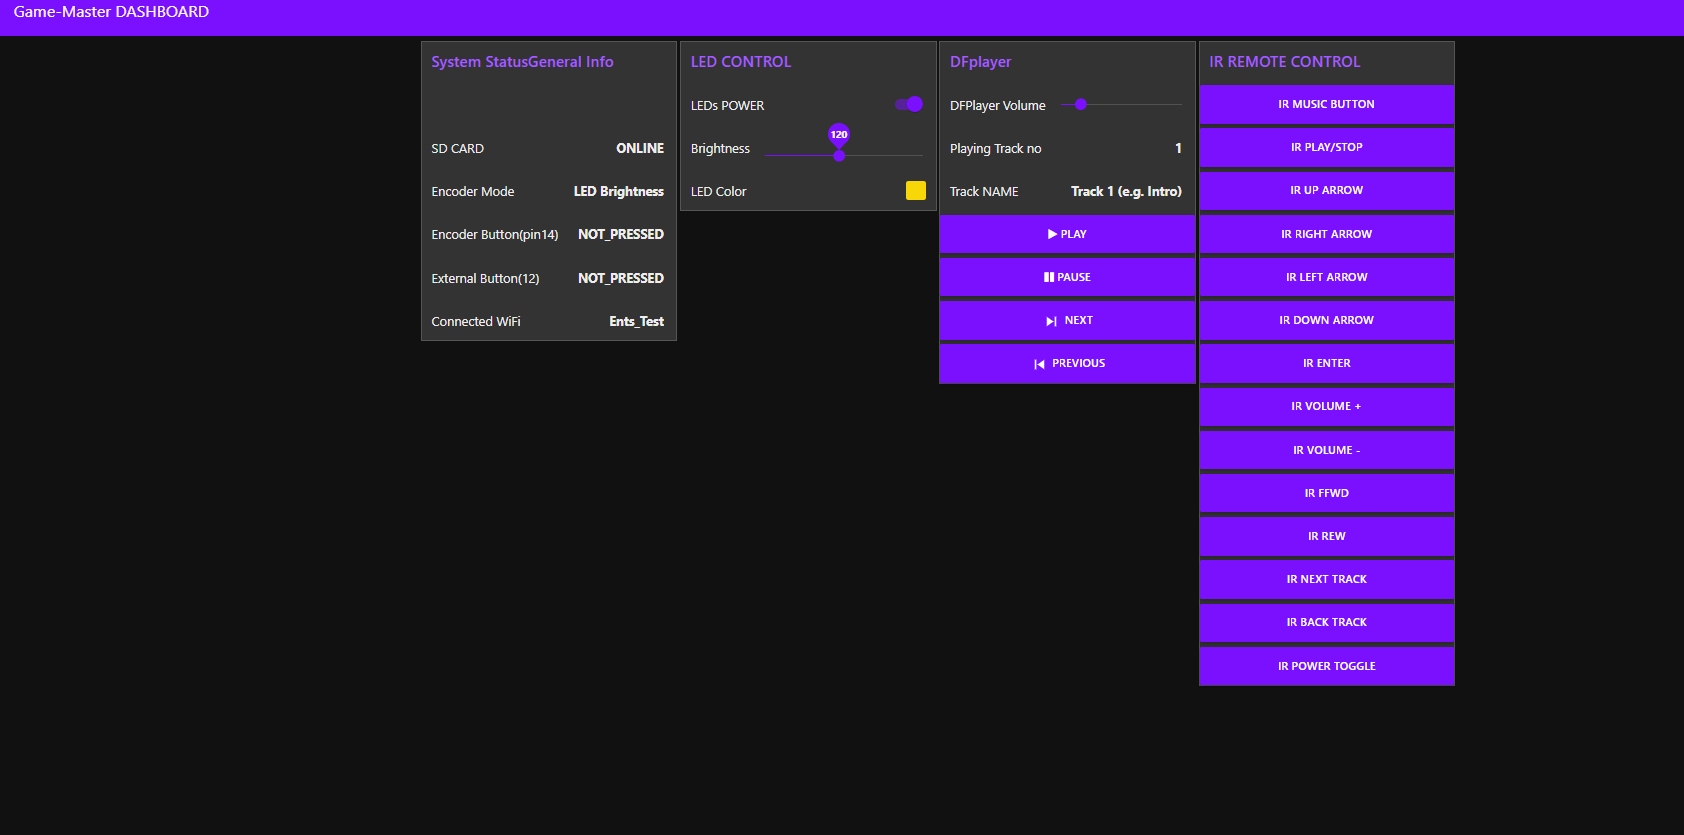 Game-Master DASHBOARD
System StatusGeneral Info
SD CARD ONLINE
Encoder Mode LED Brightness
Encoder Button(pin14) NOT_PRESSED
External Button(12) NOT_PRESSED
Connected WiFi Ents_Test
LED CONTROL
LEDs POWER
120
Brightness
LED Color
DFplayer
DFPlayer Volume
Playing Track no 1
Track NAME Track 1 (e.g. Intro)
PLAY
PAUSE
NEXT
PREVIOUS
IR REMOTE CONTROL
IR MUSIC BUTTON
IR PLAY/STOP
IR UP ARROW
IR RIGHT ARROW
IR LEFT ARROW
IR DOWN ARROW
IR ENTER
IR VOLUME +
IR VOLUME -
IR FFWD
IR REW
IR NEXT TRACK
IR BACK TRACK
IR POWER TOGGLE